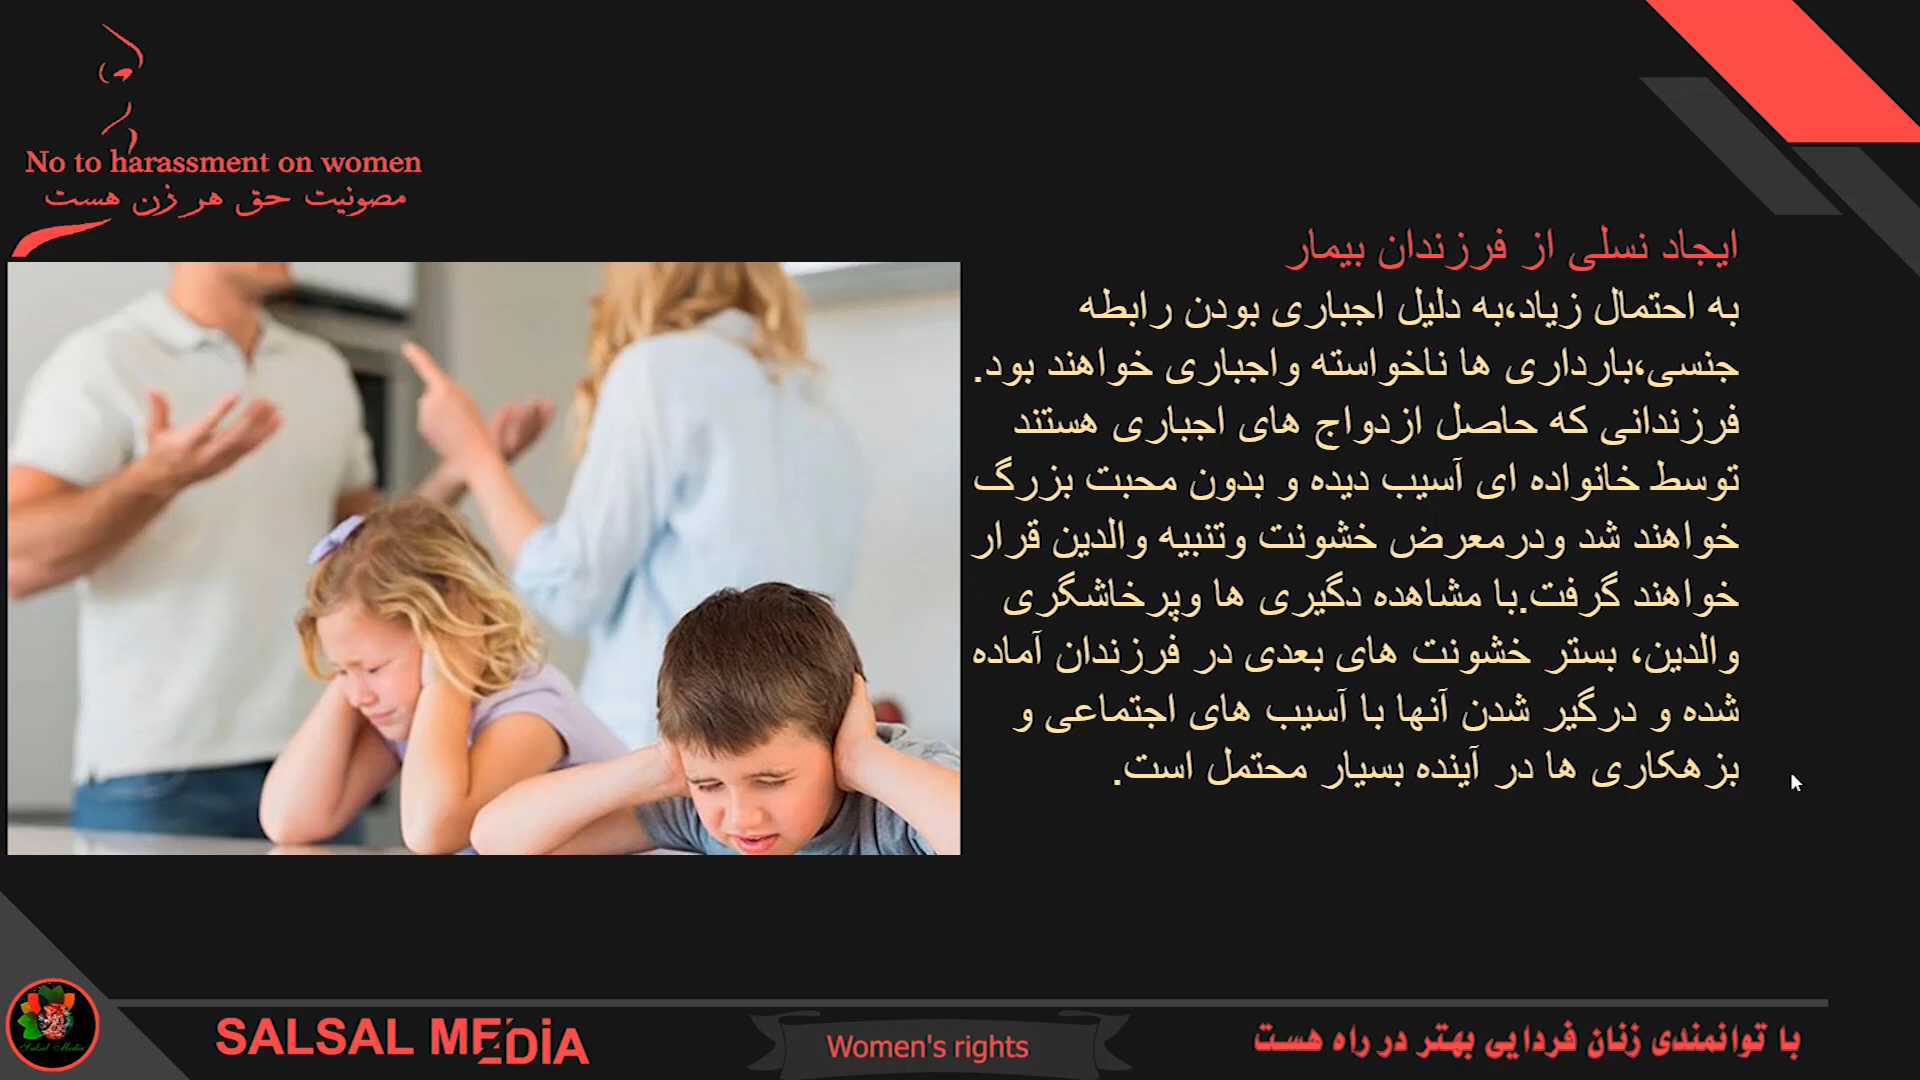 No to harassment on women
مصونیت حق هر زن هست
ایجاد نسلی از فرزندان بیمار
به احتمال زیاد،به دلیل اجباری بودن رابطه
جنسی،بارداری ها ناخواسته واجباری خواهند بود.
فرزندانی که حاصل ازدواج های اجباری هستند
توسط خانواده ای آسیب دیده و بدون محبت بزرگ
خواهند شد ودرمعرض خشونت وتنبیه والدین قرار
خواهند گرفت.با مشاهده دگیری ها وپرخاشگری
والدین، بستر خشونت های بعدی در فرزندان آماده
شده و درگیر شدن آنها با آسیب های اجتماعی و
بزهکاری ها در آینده بسیار محتمل است.
Salsal Media
SALSAL MEDiA
Women's rights
با توانمندی زنان فردایی بهتر در راه هست